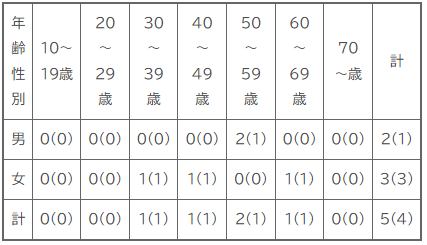 年齢性別 10～19歳 20～29歳 30～39歳 40～49歳 50～59歳 60～69歳 70～歳 計
男 0(0) 0(0) 0(0) 0(0) 2(1) 0(0) 0(0) 2(1)
女 0(0) 0(0) 1(1) 1(1) 0(0) 1(1) 0(0) 3(3)
計 0(0) 0(0) 1(1) 1(1) 2(1) 1(1) 0(0) 5(4)